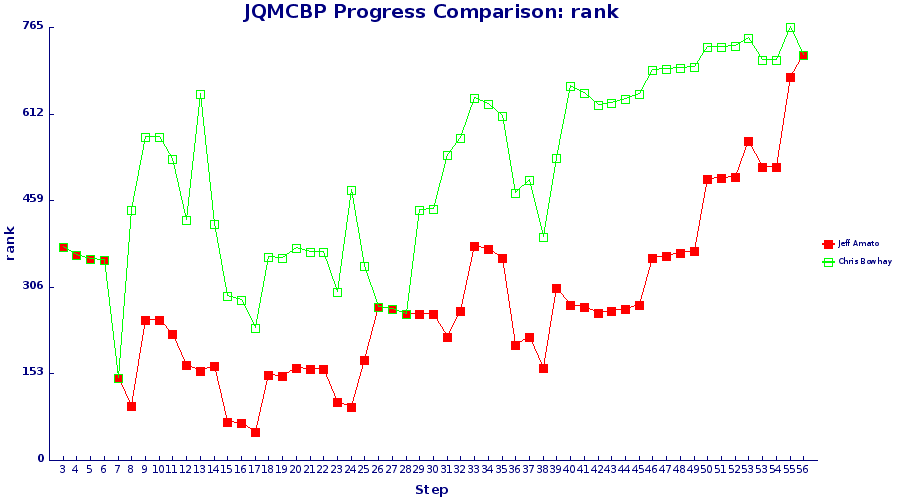 JQMCBP Progress Comparison: rank
765
612
459
306
153
0
rank
3 4 5 6 7 8 9 10 11 12 13 14 15 16 17 18 19 20 21 22 23 24 25 26 27 28 29 30 31 32 33 34 35 36 37 38 39 40 41 42 43 44 45 46 47 48 49 50 51 52 53 53 54 55 56
Step
Jeff Amato
Chris Bowhay